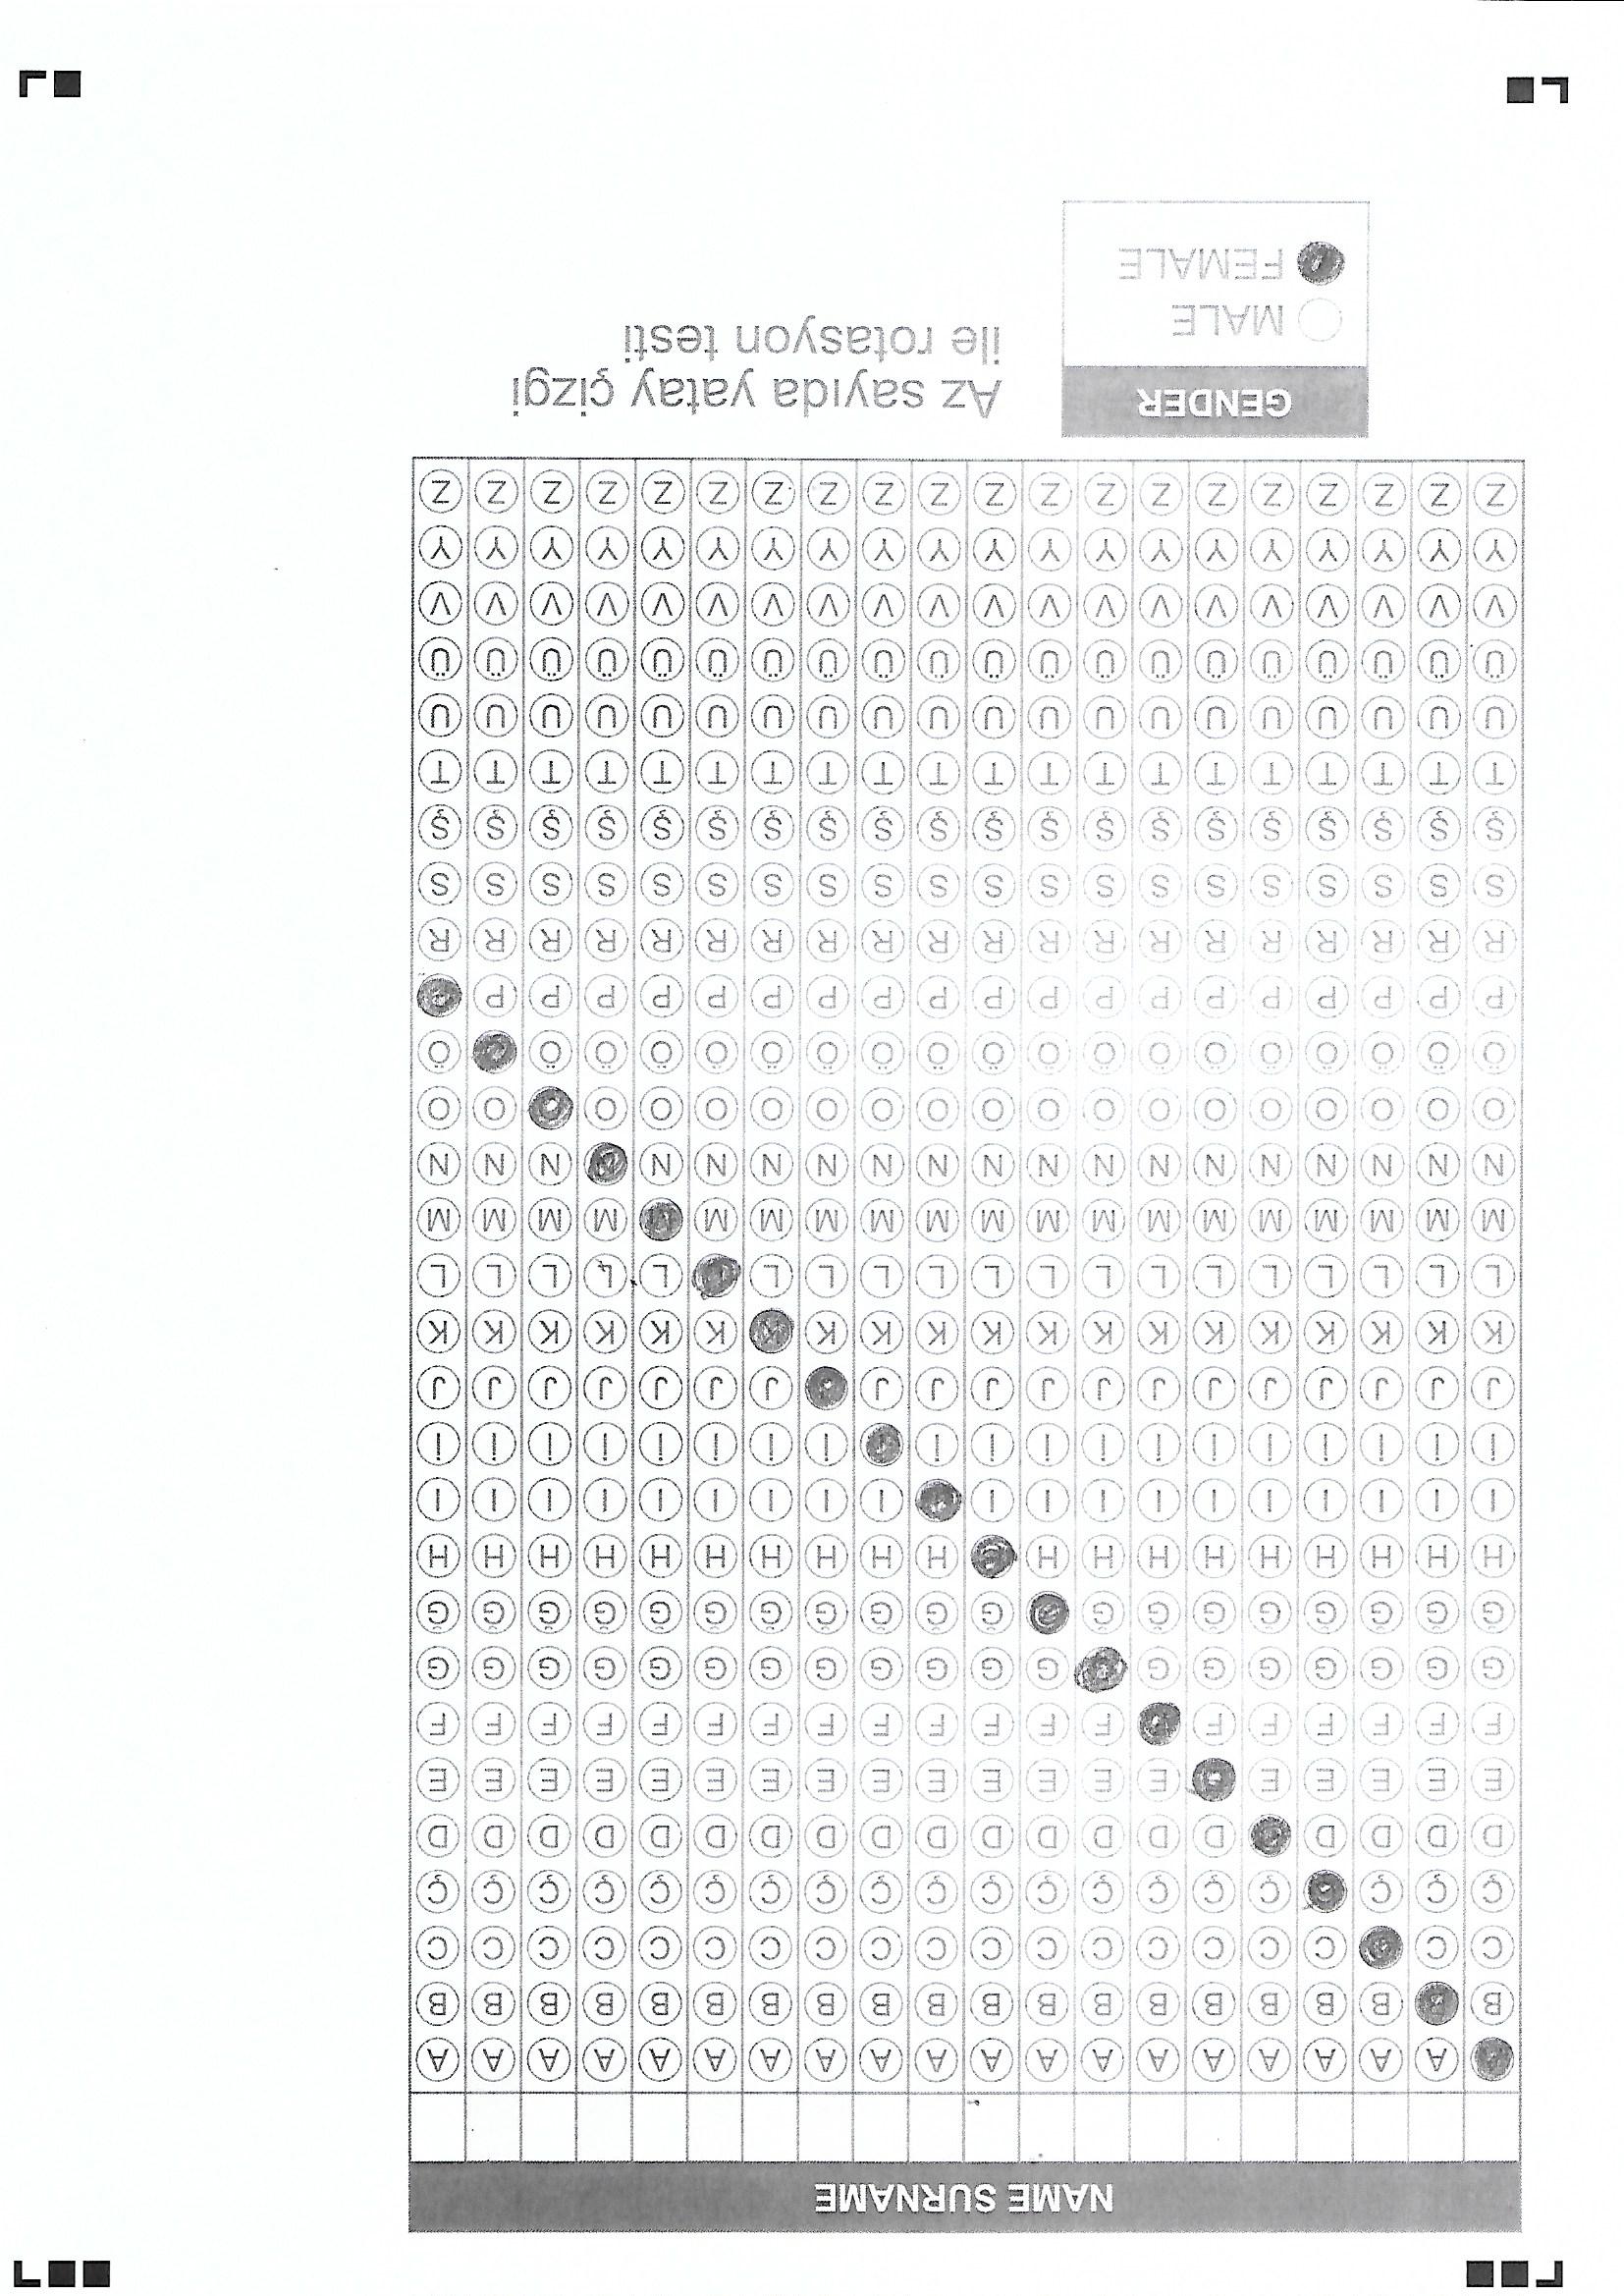 NAME SURNAME
A A A A A A A A A A A A A A A A A A A
B B B B B B B B B B B B B B B B B B B B
C C C C C C C C C C C C C C C C C C C
Ç Ç Ç Ç Ç Ç Ç Ç Ç Ç Ç Ç Ç Ç Ç Ç Ç Ç Ç
D D D D D D D D D D D D D D D D D D D
E E E E E E E E E E E E E E E E E E E
F F F F F F F F F F F F F F F F F F F
G G G G G G G G G G G G G G G G G G G
Ğ Ğ Ğ Ğ Ğ Ğ Ğ Ğ Ğ Ğ Ğ Ğ Ğ Ğ Ğ Ğ Ğ Ğ Ğ
H H H H H H H H H H H H H H H H H H H
I I I I I I I I I I I I I I I I I I I
İ İ İ İ İ İ İ İ İ İ İ İ İ İ İ İ İ İ İ
J J J J J J J J J J J J J J J J J J J
K K K K K K K K K K K K K K K K K K K
L L L L L L L L L L L L L L L L L L L
M M M M M M M M M M M M M M M M M M M
N N N N N N N N N N N N N N N N N N N
O O O O O O O O O O O O O O O O O O O
Ö Ö Ö Ö Ö Ö Ö Ö Ö Ö Ö Ö Ö Ö Ö Ö Ö Ö Ö
P P P P P P P P P P P P P P P P P P P
R R R R R R R R R R R R R R R R R R R R
S S S S S S S S S S S S S S S S S S S S
Ş Ş Ş Ş Ş Ş Ş Ş Ş Ş Ş Ş Ş Ş Ş Ş Ş Ş Ş Ş
T T T T T T T T T T T T T T T T T T T T
U U U U U U U U U U U U U U U U U U U U
Ü Ü Ü Ü Ü Ü Ü Ü Ü Ü Ü Ü Ü Ü Ü Ü Ü Ü Ü Ü
V V V V V V V V V V V V V V V V V V V V
Y Y Y Y Y Y Y Y Y Y Y Y Y Y Y Y Y Y Y Y
Z Z Z Z Z Z Z Z Z Z Z Z Z Z Z Z Z Z Z Z
GENDER
MALE
FEMALE
Az sayıda yatay çizgi
ile rotasyon testi